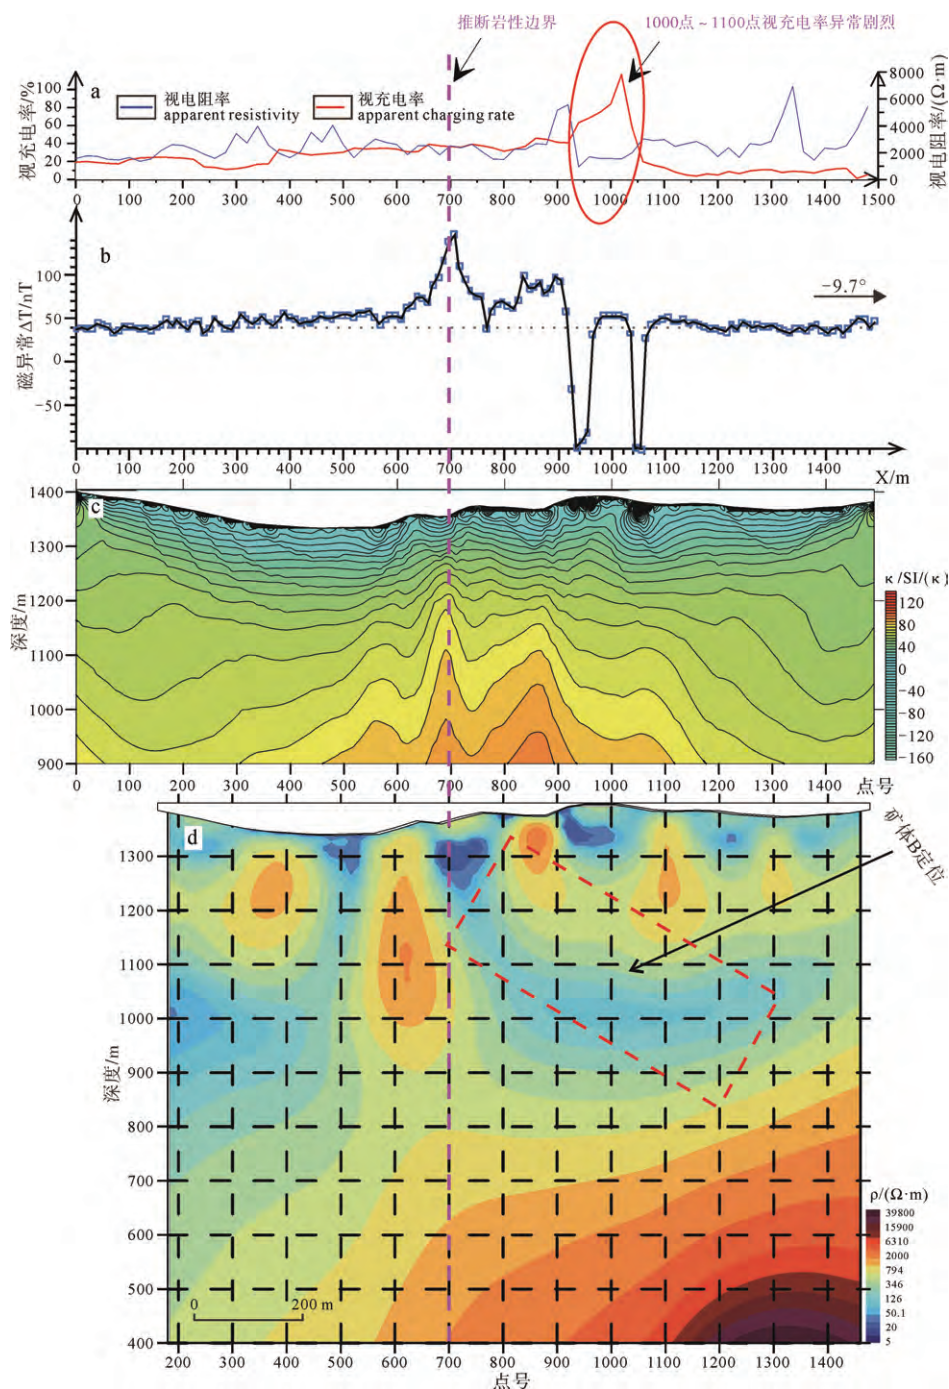 推断岩性边界
1000点~1100点视充电率异常剧烈
a
视电阻率
apparent resistivity
视充电率
apparent charging rate
视充电率/%
100
80
60
40
20
0
视电阻率/(Ω·m)
8000
6000
4000
2000
0
0 100 200 300 400 500 600 700 800 900 1000 1100 1200 1300 1400 1500
b
磁异常ΔT/nT
100
50
0
−50
−9.7°
0 100 200 300 400 500 600 700 800 900 1000 1100 1200 1300 1400
X/m
c
深度/m
1400
1300
1200
1100
1000
900
κ/SI/(κ)
120
80
40
0
−40
−80
−120
−160
0 100 200 300 400 500 600 700 800 900 1000 1100 1200 1300 1400
点号
d
矿体B定位
深度/m
1300
1200
1100
1000
900
800
700
600
500
400
ρ/(Ω·m)
39800
15900
6310
2000
794
346
126
50.1
20
5
0 200 m
200 300 400 500 600 700 800 900 1000 1100 1200 1300 1400
点号